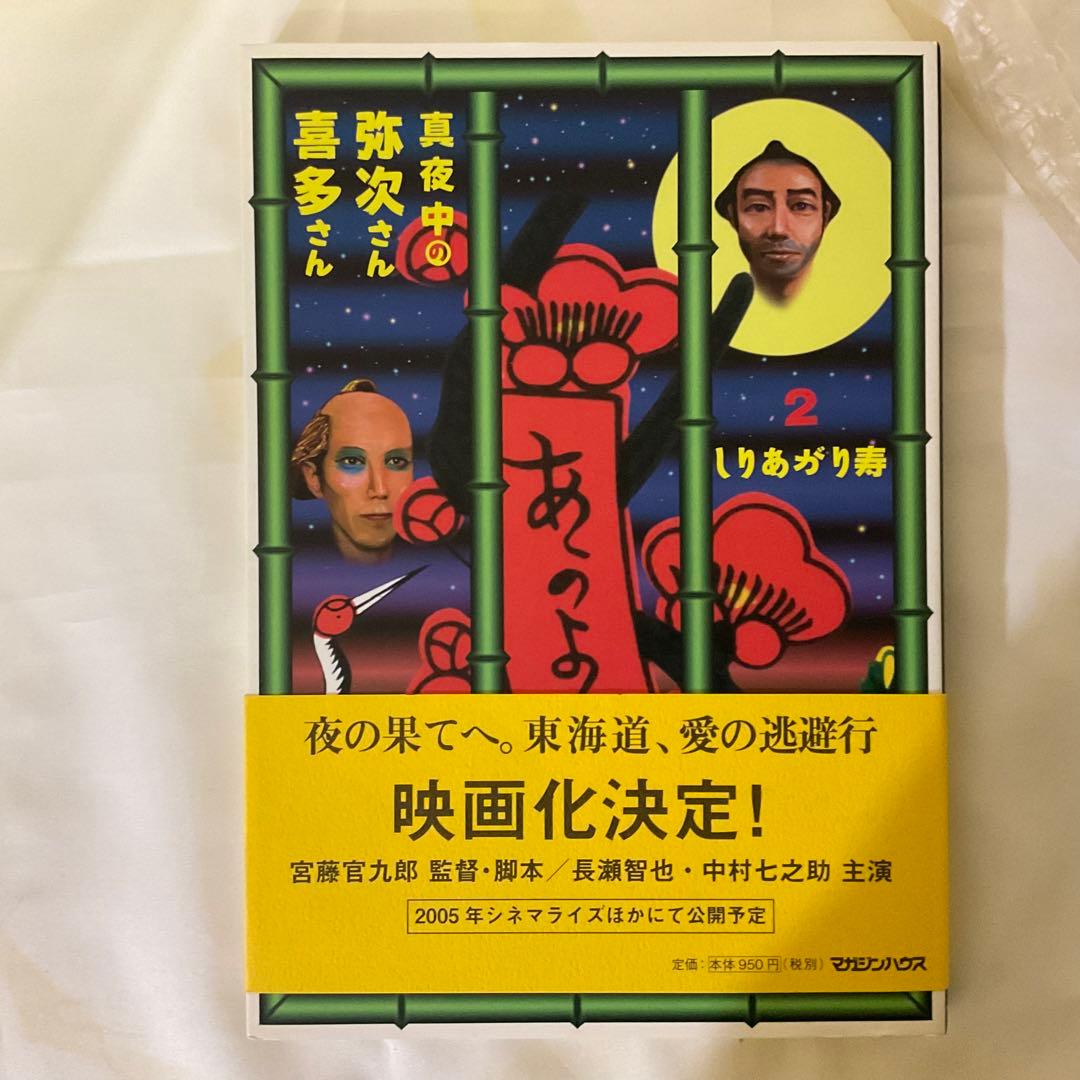 真夜中の
弥次さん
喜多さん
2
しりあがり寿
あのよの
夜の果てへ。東海道、愛の逃避行
映画化決定!
宮藤官九郎 監督・脚本/長瀬智也・中村七之助 主演
2005年シネマライズほかにて公開予定
定価:本体950円(税別) マガジンハウス